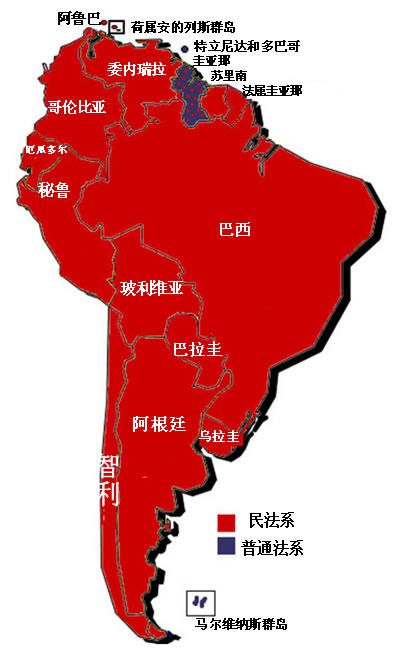 阿鲁巴
荷属安的列斯群岛
特立尼达和多巴哥
圭亚那
苏里南
法属圭亚那
委内瑞拉
哥伦比亚
厄瓜多尔
秘鲁
巴西
玻利维亚
巴拉圭
阿根廷
乌拉圭
智利
民法系
普通法系
马尔维纳斯群岛